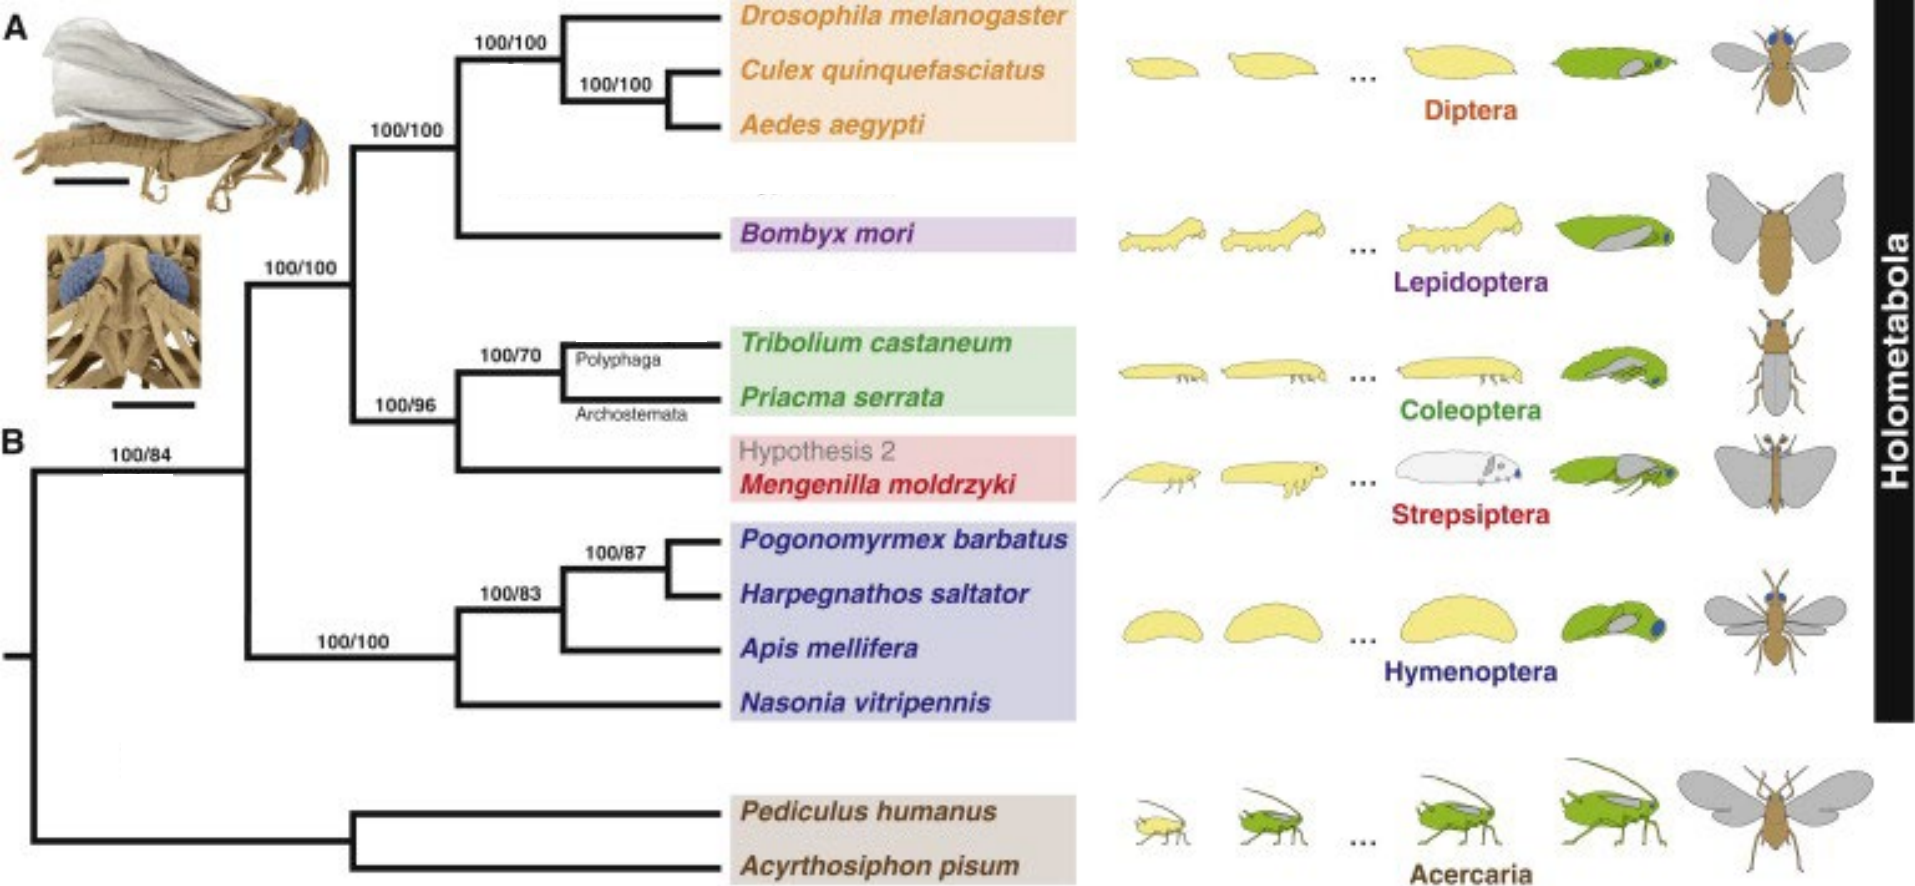 A
B
100/100
100/100
100/100
100/100
100/70
100/96
100/84
100/87
100/83
100/100
Polyphaga
Archostemata
Drosophila melanogaster
Culex quinquefasciatus
Aedes aegypti
Bombyx mori
Tribolium castaneum
Priacma serrata
Hypothesis 2
Mengenilla moldrzyki
Pogonomyrmex barbatus
Harpegnathos saltator
Apis mellifera
Nasonia vitripennis
Pediculus humanus
Acyrthosiphon pisum
...
Diptera
...
Lepidoptera
...
Coleoptera
...
Strepsiptera
...
Hymenoptera
...
Acercaria
Holometabola